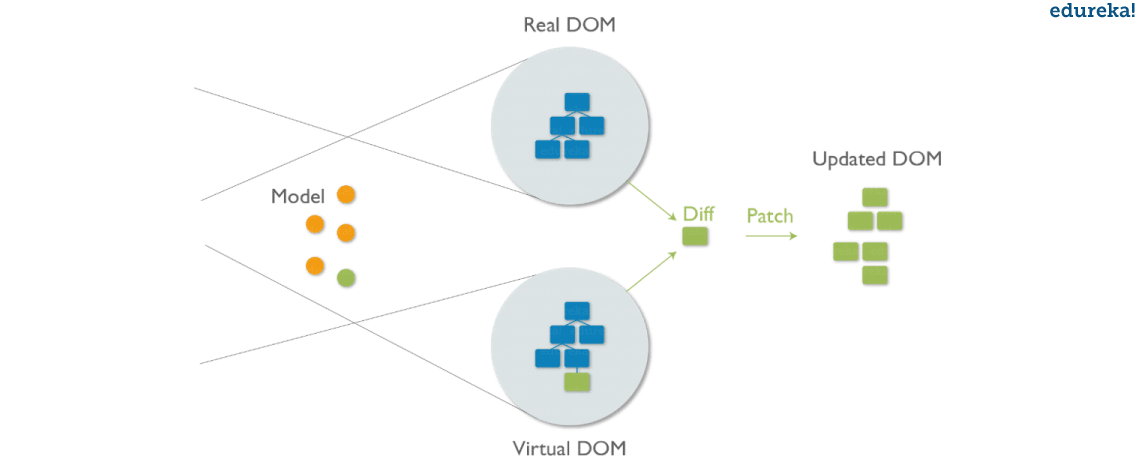 edureka!
Real DOM
Model
Diff
Patch
Updated DOM
Virtual DOM